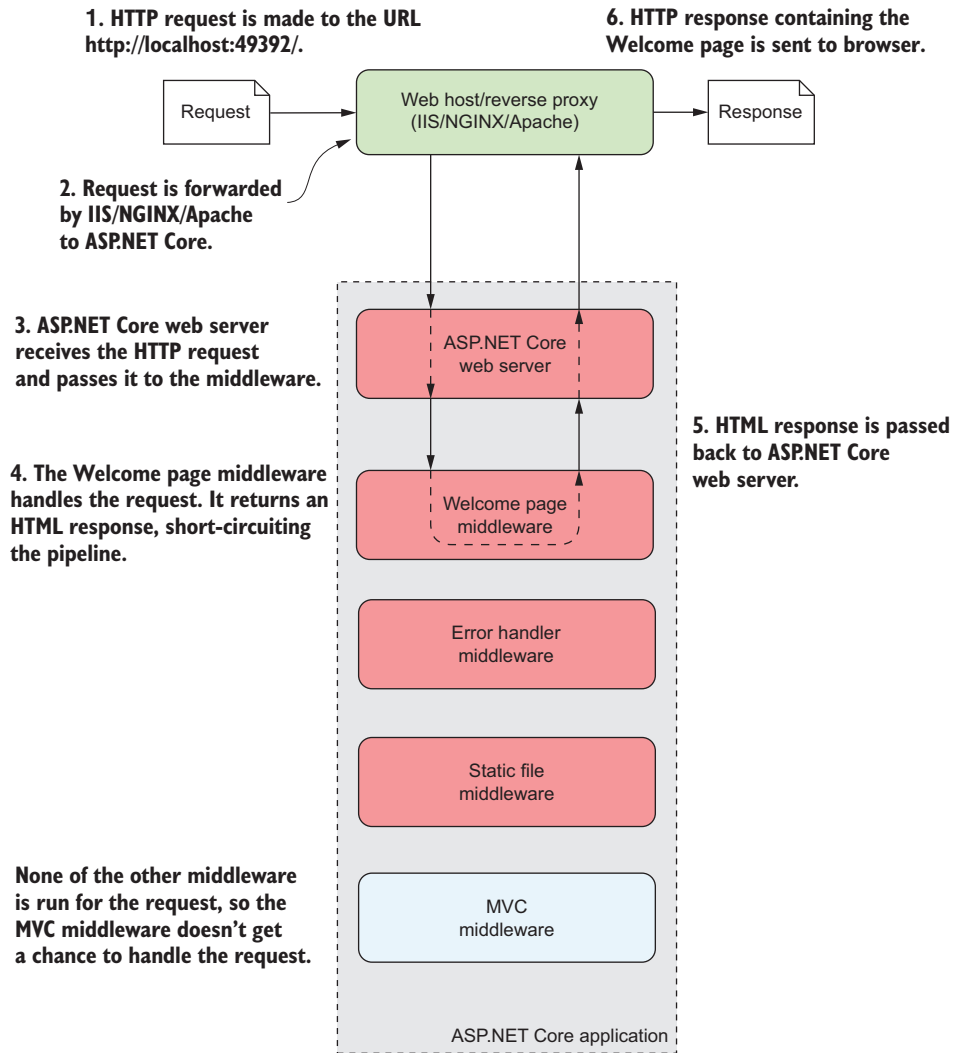 1. HTTP request is made to the URL
http://localhost:49392/.
6. HTTP response containing the
Welcome page is sent to browser.
Request
Web host/reverse proxy
(IIS/NGINX/Apache)
Response
2. Request is forwarded
by IIS/NGINX/Apache
to ASP.NET Core.
3. ASP.NET Core web server
receives the HTTP request
and passes it to the middleware.
ASP.NET Core
web server
5. HTML response is passed
back to ASP.NET Core
web server.
4. The Welcome page middleware
handles the request. It returns an
HTML response, short-circuiting
the pipeline.
Welcome page
middleware
Error handler
middleware
Static file
middleware
None of the other middleware
is run for the request, so the
MVC middleware doesn't get
a chance to handle the request.
MVC
middleware
ASP.NET Core application